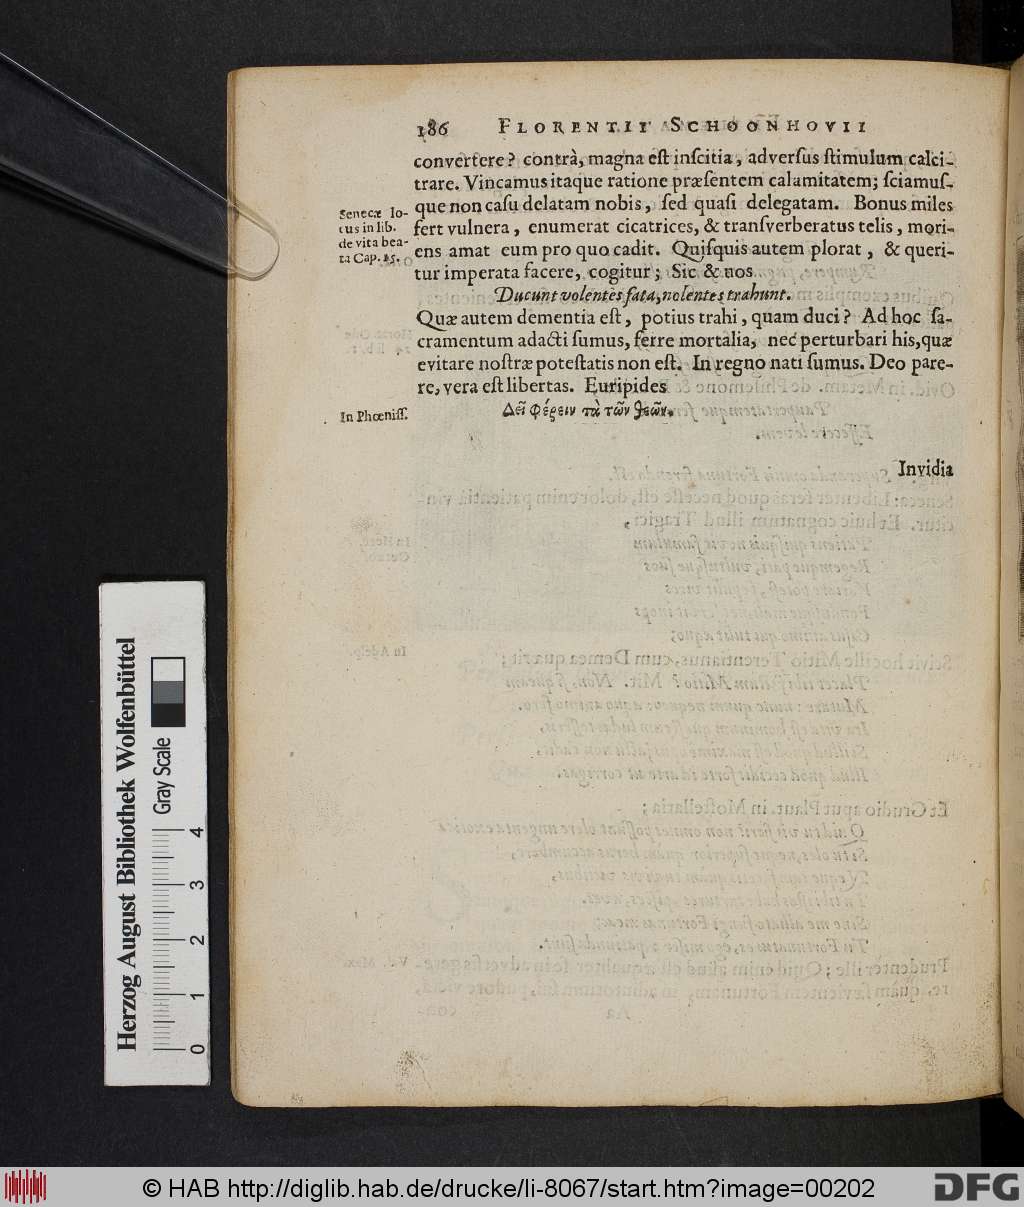 186 FLORENTII SCHOONHOVII
convertere? contrà, magna est inscitia, adversus stimulum calci-
trare. Vincamus itaque ratione præsentem calamitatem; sciamus-
que non casu delatam nobis, sed quasi delegatam. Bonus miles
fert vulnera, enumerat cicatrices, & transverberatus telis, mori-
ens amat eum pro quo cadit. Quisquis autem plorat, & queri-
tur imperata facere, cogitur; Sic & nos
Ducunt volentes fata, nolentes trahunt.
Quæ autem dementia est, potius trahi, quam duci? Ad hoc sa-
cramentum adacti sumus, ferre mortalia, nec perturbari his, quæ
evitare nostræ potestatis non est. In regno nati sumus. Deo pare-
re, vera est libertas. Euripides
Δεῖ φέρειν τὰ τῶν θεῶν.
Invidia
Senecæ lo-
cus in lib.
de vita bea-
ta Cap. 15.
In Phœniss.
Herzog August Bibliothek Wolfenbüttel
Gray Scale
0 1 2 3 4
© HAB http://diglib.hab.de/drucke/li-8067/start.htm?image=00202
DFG